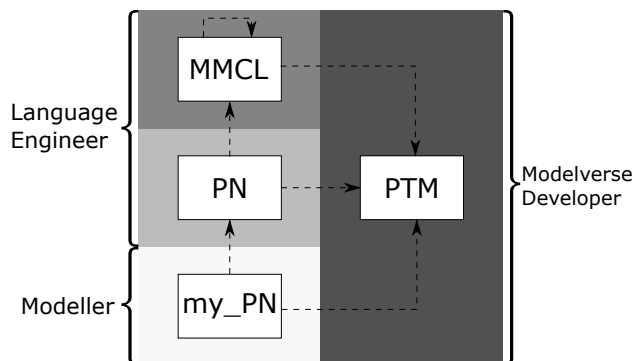 MMCL
Language
Engineer
PN
PTM
Modelverse
Developer
Modeller
my_PN